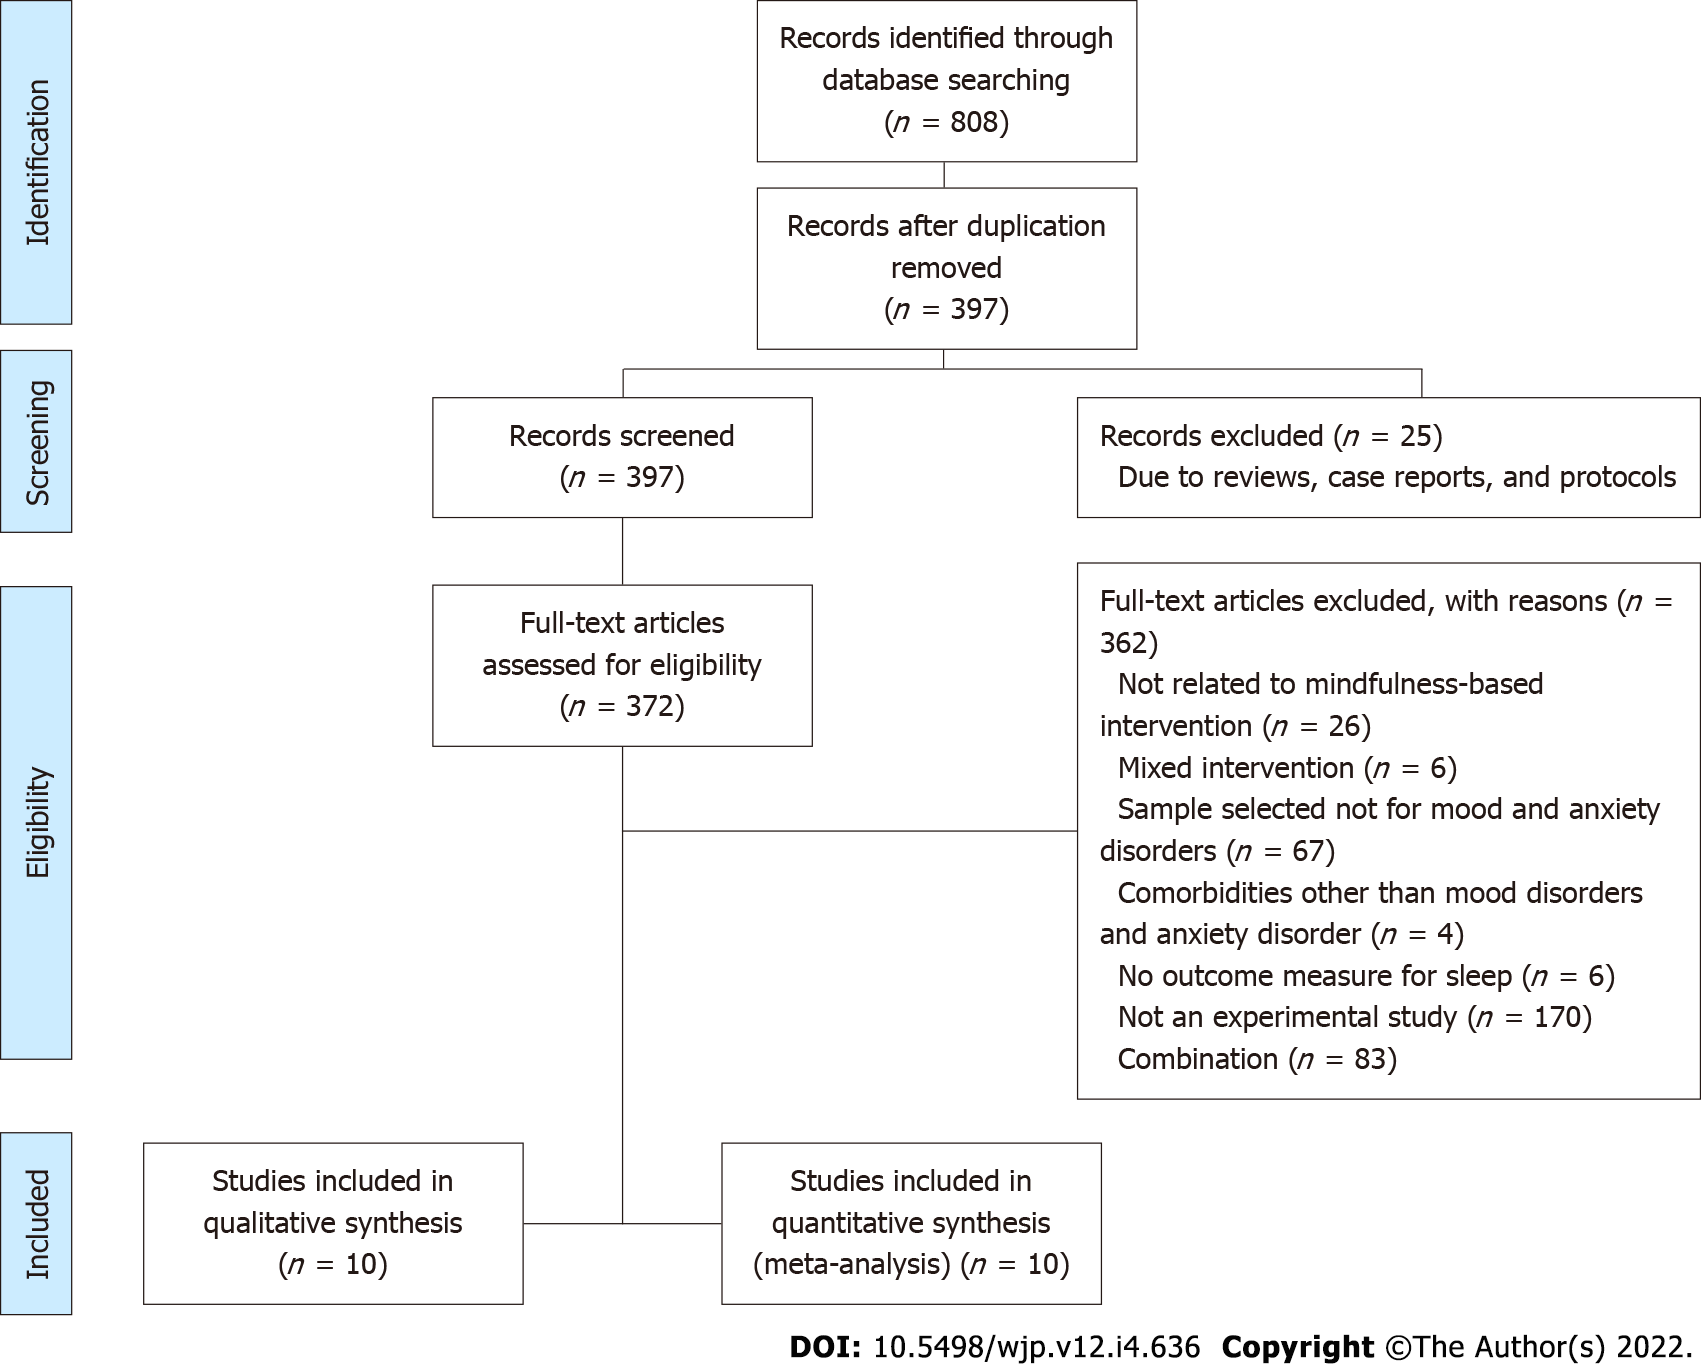 Identification
Records identified through
database searching
(n = 808)
Records after duplication
removed
(n = 397)
Screening
Records screened
(n = 397)
Records excluded (n = 25)
Due to reviews, case reports, and protocols
Eligibility
Full-text articles
assessed for eligibility
(n = 372)
Full-text articles excluded, with reasons (n =
362)
Not related to mindfulness-based
intervention (n = 26)
Mixed intervention (n = 6)
Sample selected not for mood and anxiety
disorders (n = 67)
Comorbidities other than mood disorders
and anxiety disorder (n = 4)
No outcome measure for sleep (n = 6)
Not an experimental study (n = 170)
Combination (n = 83)
Included
Studies included in
qualitative synthesis
(n = 10)
Studies included in
quantitative synthesis
(meta-analysis) (n = 10)
DOI: 10.5498/wjp.v12.i4.636 Copyright ©The Author(s) 2022.